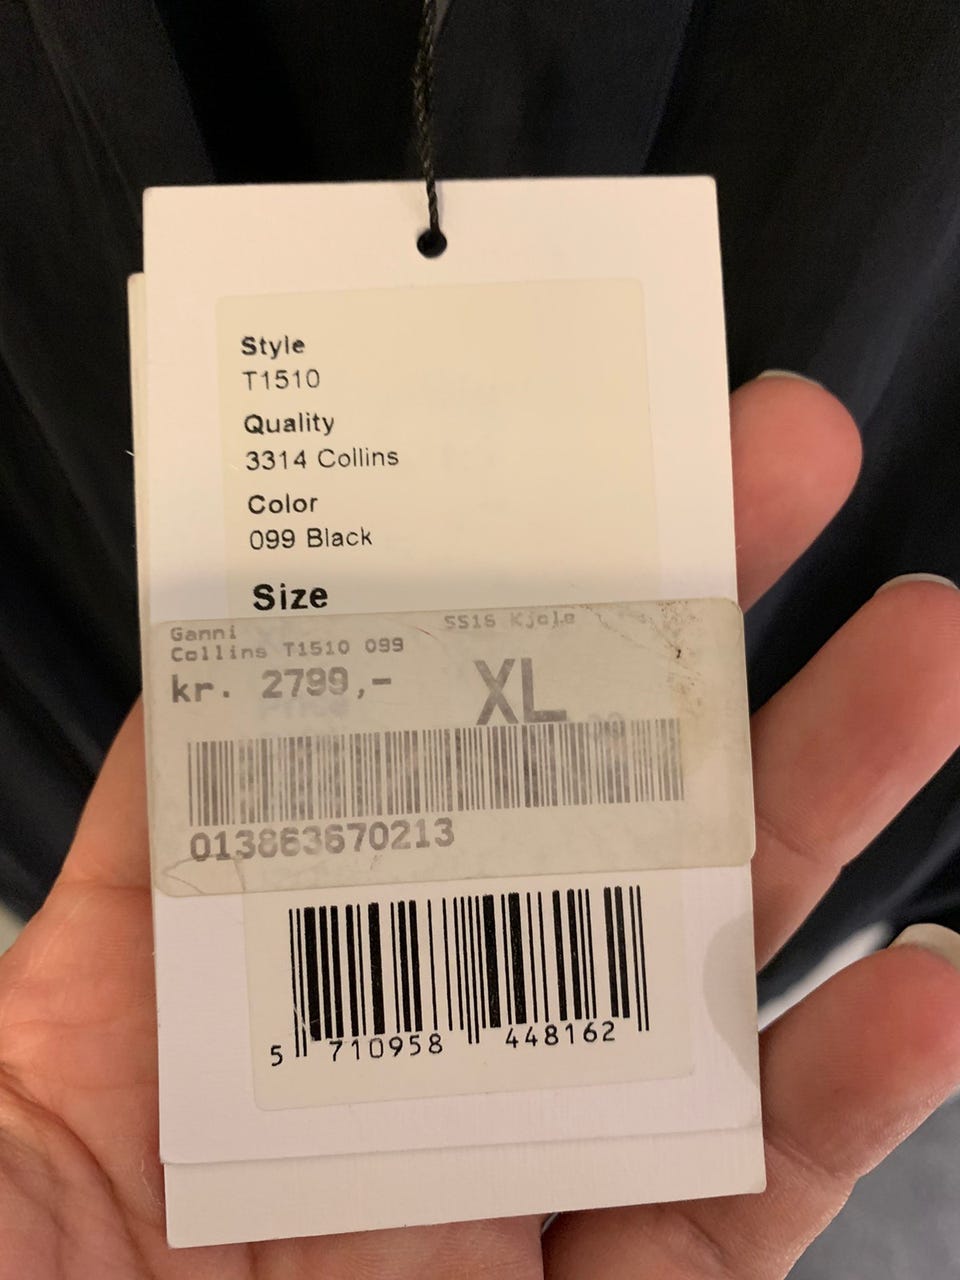 Style
T1510
Quality
3314 Collins
Color
099 Black
Size
Ganni SS16 Kjole
Collins T1510 099
kr. 2799,- XL
013863670213
5 710958 448162